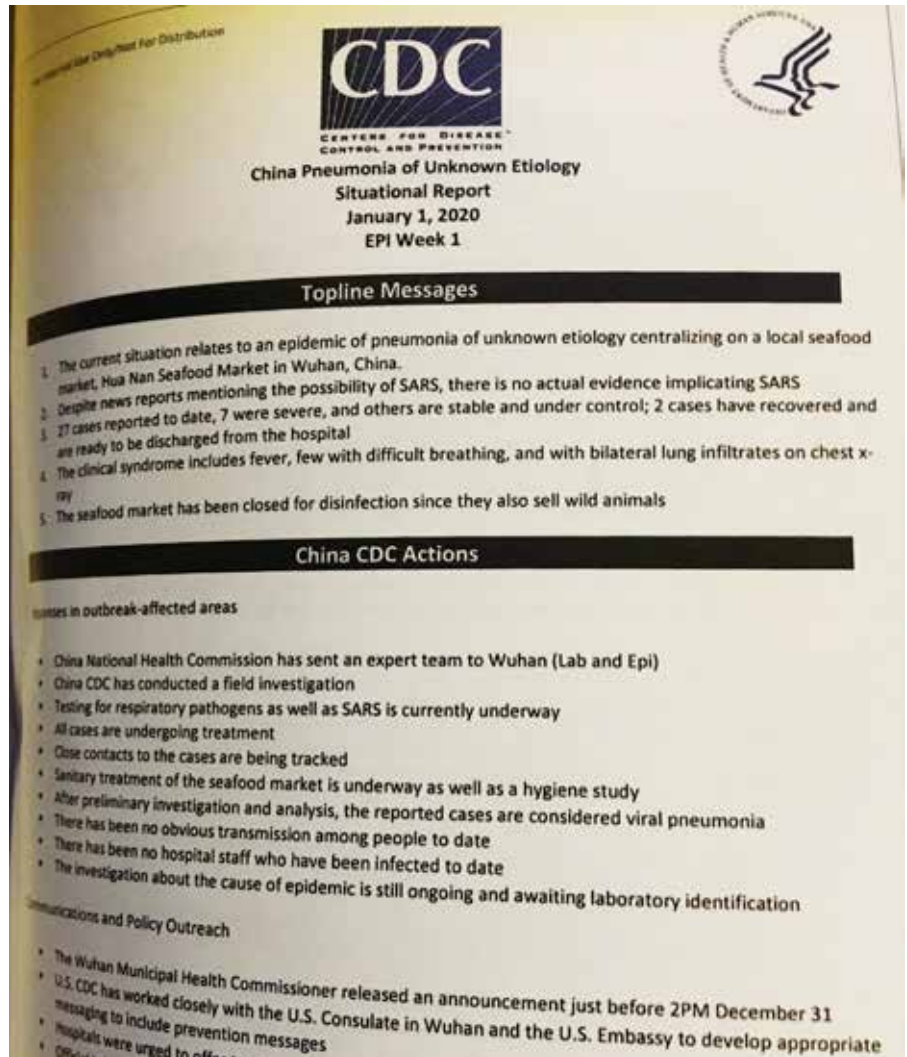 Internal Use Only/Not For Distribution
CDC
CENTERS FOR DISEASE
CONTROL AND PREVENTION
China Pneumonia of Unknown Etiology
Situational Report
January 1, 2020
EPI Week 1
Topline Messages
1. The current situation relates to an epidemic of pneumonia of unknown etiology centralizing on a local seafood
market, Hua Nan Seafood Market in Wuhan, China.
2. Despite news reports mentioning the possibility of SARS, there is no actual evidence implicating SARS
3. 27 cases reported to date, 7 were severe, and others are stable and under control; 2 cases have recovered and
are ready to be discharged from the hospital
4. The clinical syndrome includes fever, few with difficult breathing, and with bilateral lung infiltrates on chest x-
ray
5. The seafood market has been closed for disinfection since they also sell wild animals
China CDC Actions
in outbreak-affected areas
• China National Health Commission has sent an expert team to Wuhan (Lab and Epi)
• China CDC has conducted a field investigation
• Testing for respiratory pathogens as well as SARS is currently underway
• All cases are undergoing treatment
• Close contacts to the cases are being tracked
• Sanitary treatment of the seafood market is underway as well as a hygiene study
• After preliminary investigation and analysis, the reported cases are considered viral pneumonia
• There has been no obvious transmission among people to date
• There has been no hospital staff who have been infected to date
• The investigation about the cause of epidemic is still ongoing and awaiting laboratory identification
Communications and Policy Outreach
• The Wuhan Municipal Health Commissioner released an announcement just before 2PM December 31
• U.S. CDC has worked closely with the U.S. Consulate in Wuhan and the U.S. Embassy to develop appropriate
messaging to include prevention messages
• Hospitals were urged to